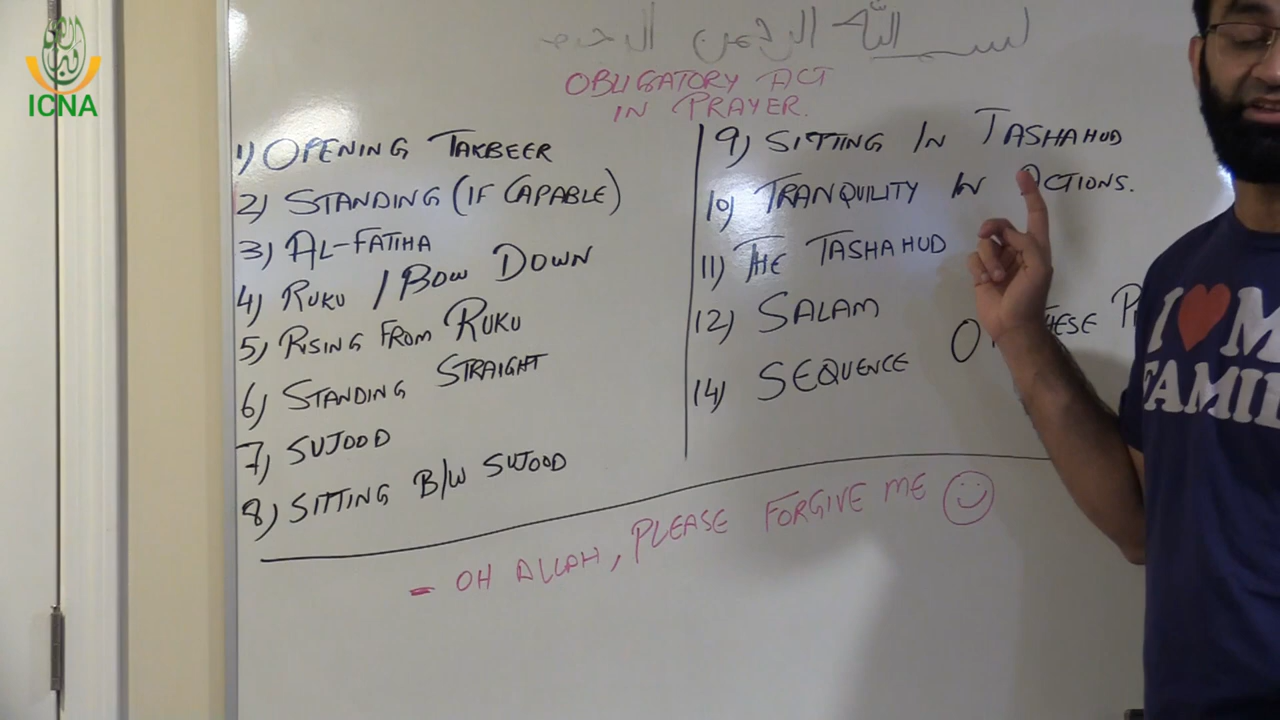 ICNA
بسم الله الرحمن الرحيم
OBLIGATORY ACT
IN PRAYER.
1) OPENING TAKBEER
2) STANDING (IF CAPABLE)
3) AL-FATIHA
4) RUKU / BOW DOWN
5) RISING FROM RUKU
6) STANDING STRAIGHT
7) SUJOOD
8) SITTING B/W SUJOOD
9) SITTING IN TASHAHUD
10) TRANQUILITY IN ACTIONS.
11) THE TASHAHUD
12) SALAM
14) SEQUENCE
- OH ALLAH, PLEASE FORGIVE ME
I ♥ M
FAMIL